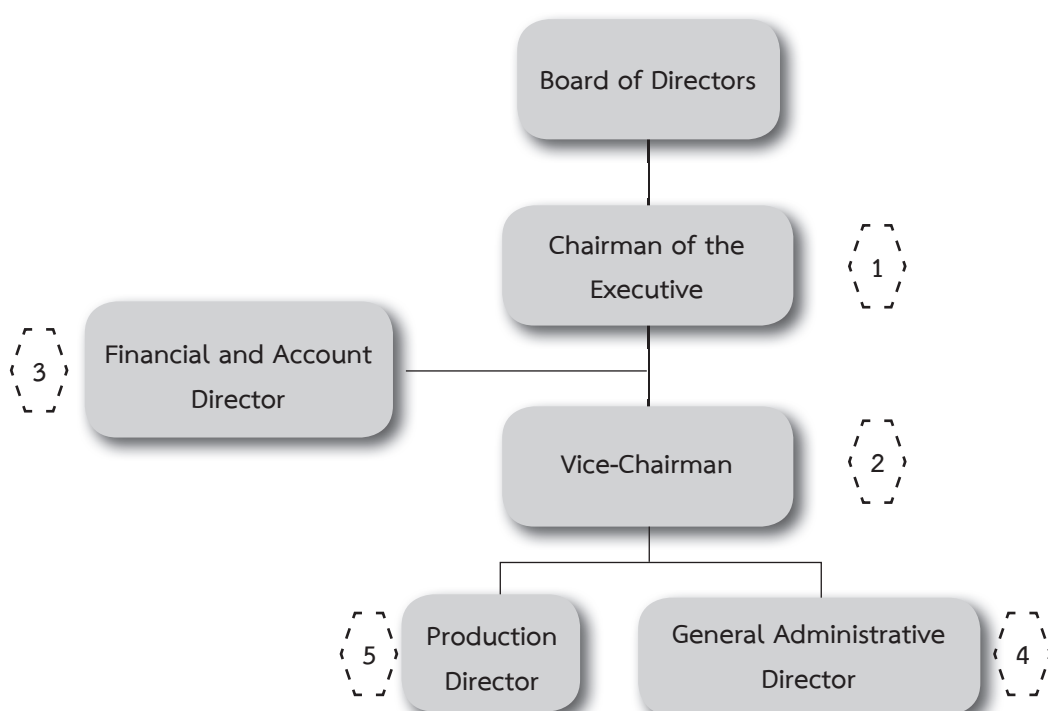 Board of Directors
Chairman of the
Executive
1
Financial and Account
Director
3
Vice-Chairman
2
Production
Director
5
General Administrative
Director
4